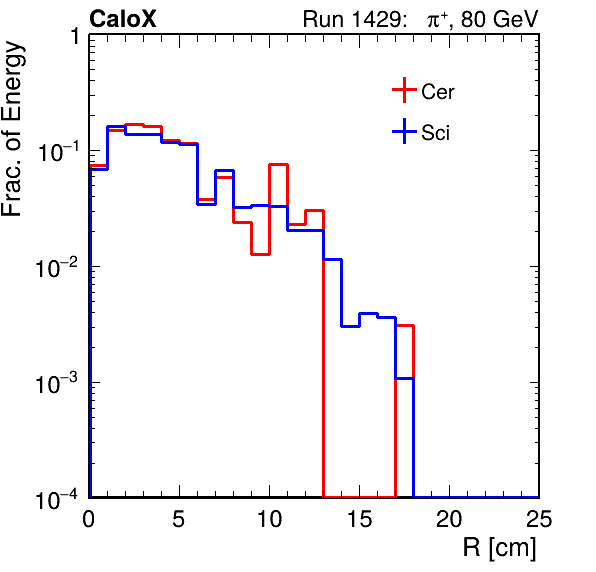 CaloX Run 1429: π⁺, 80 GeV
Frac. of Energy
1
10⁻¹
10⁻²
10⁻³
10⁻⁴
Cer
Sci
0 5 10 15 20 25
R [cm]